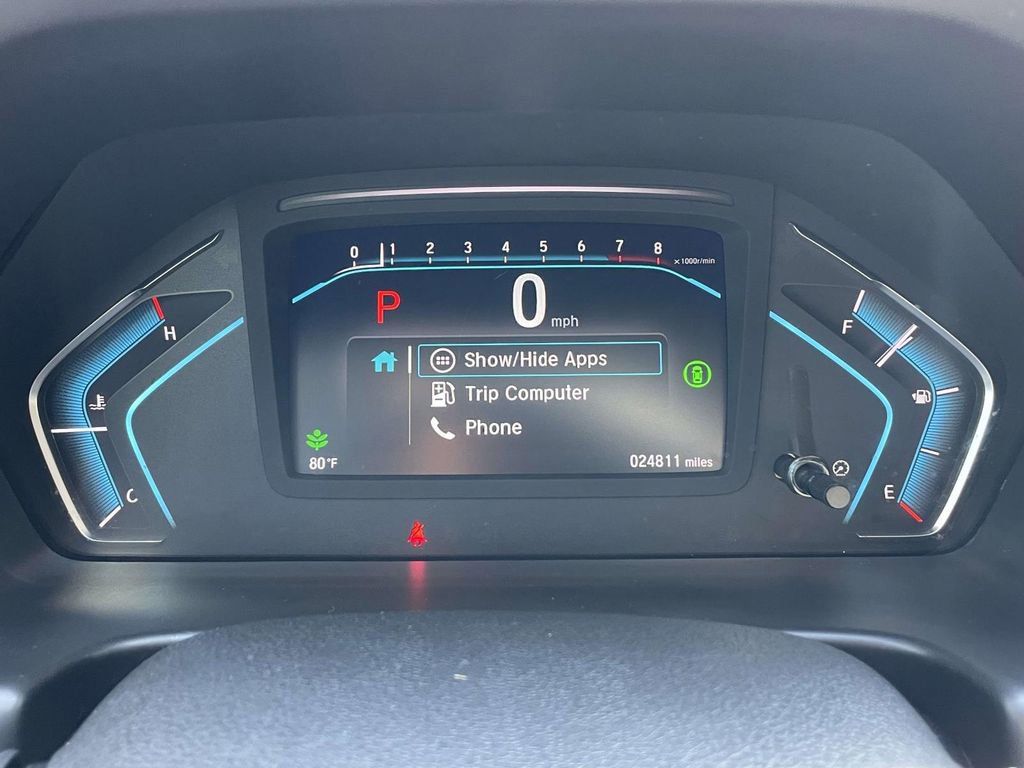 0 1 2 3 4 5 6 7 8 ×1000r/min
P 0 mph
H
F
Show/Hide Apps
Trip Computer
Phone
80°F
024811 miles
C
E